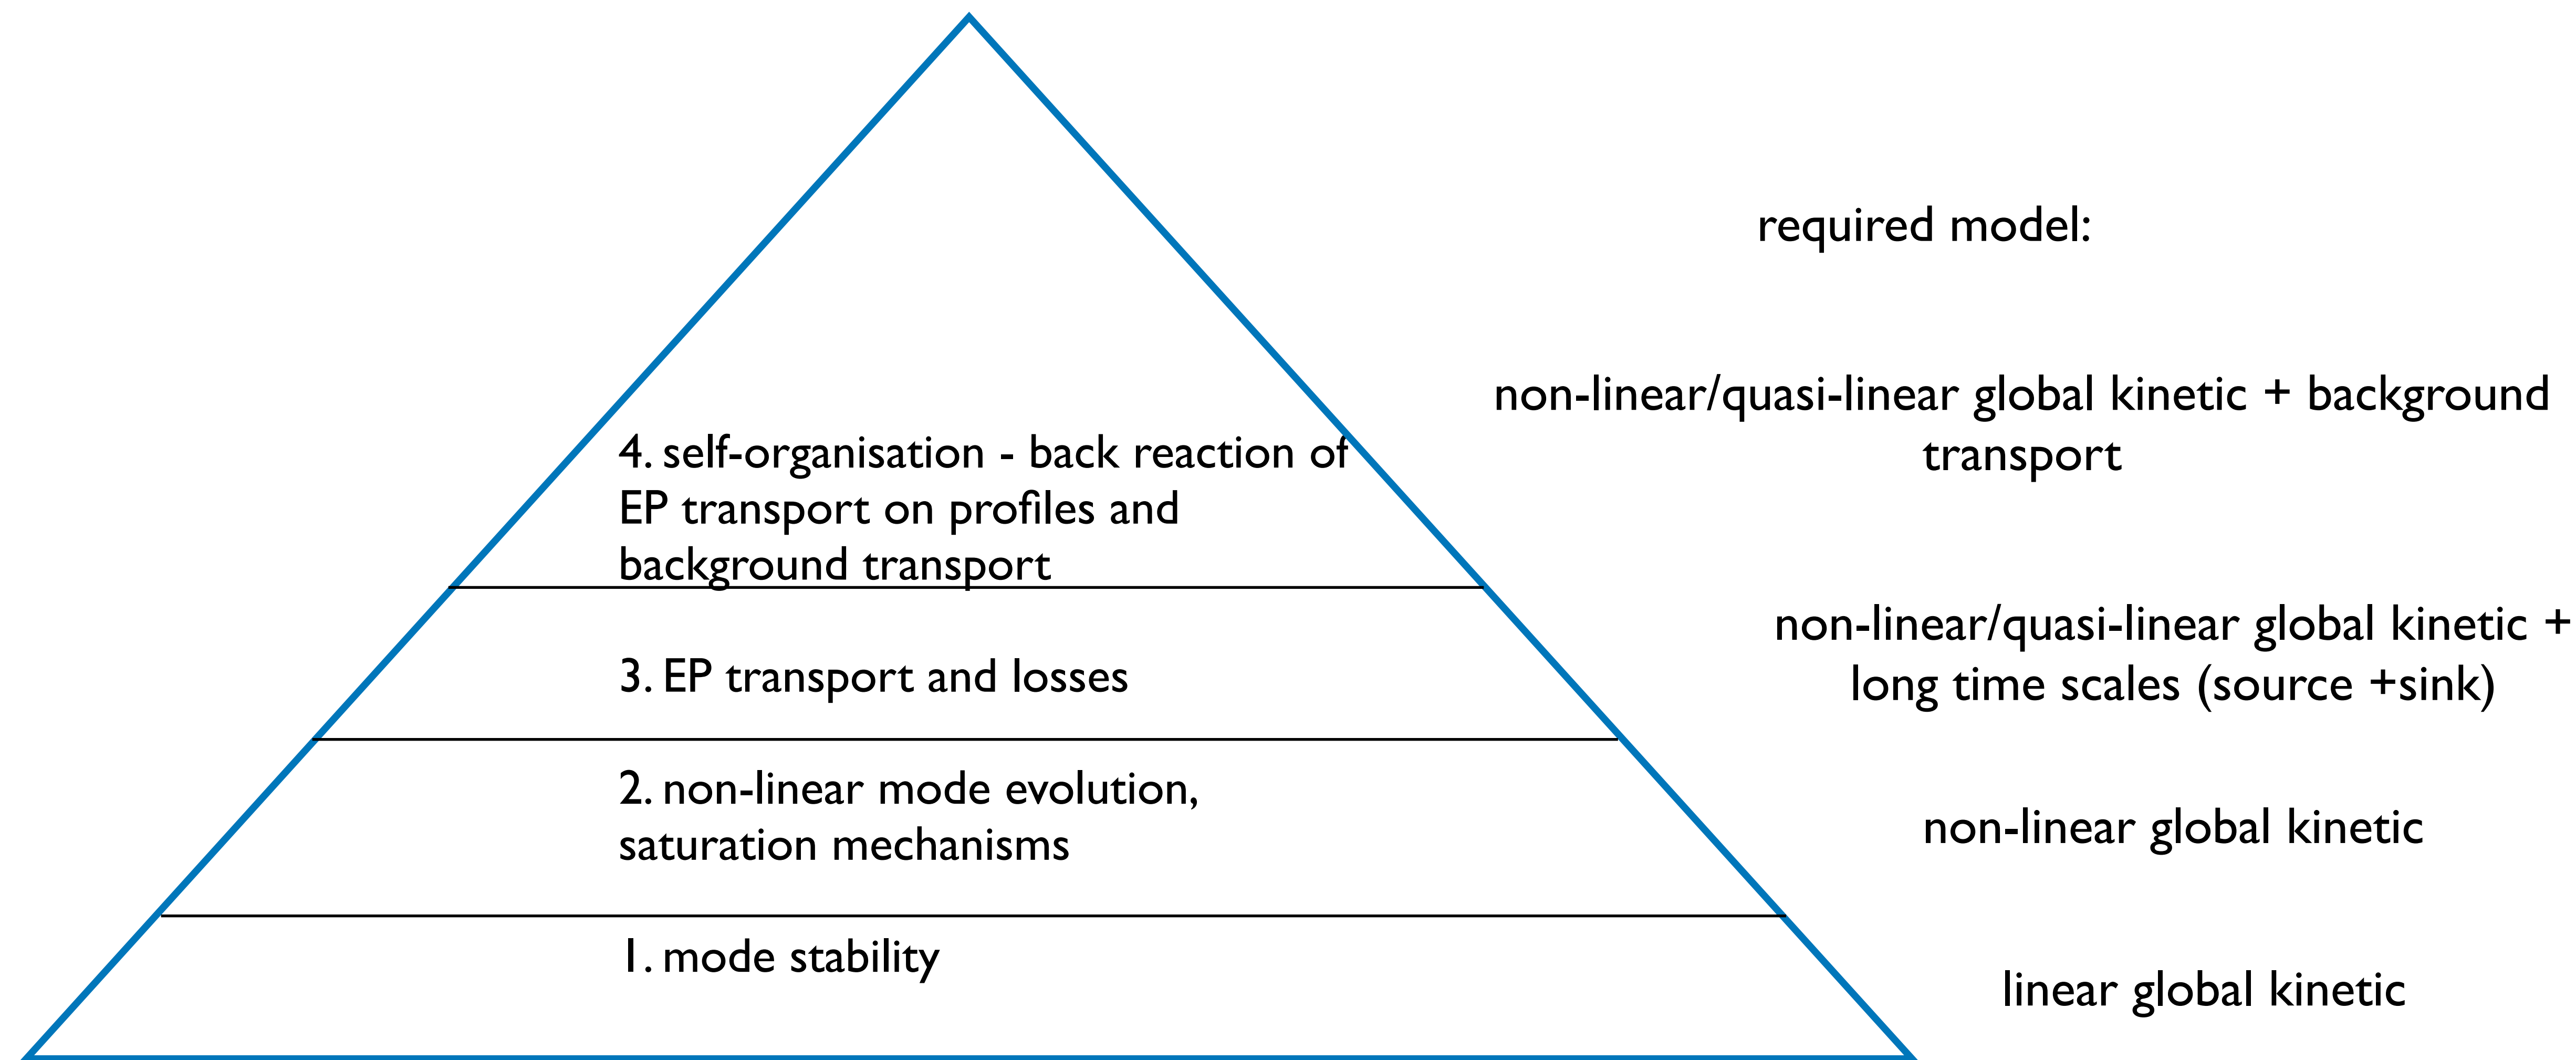 required model:
non-linear/quasi-linear global kinetic + background
transport
4. self-organisation - back reaction of
EP transport on profiles and
background transport
non-linear/quasi-linear global kinetic +
long time scales (source +sink)
3. EP transport and losses
2. non-linear mode evolution,
saturation mechanisms
non-linear global kinetic
1. mode stability
linear global kinetic